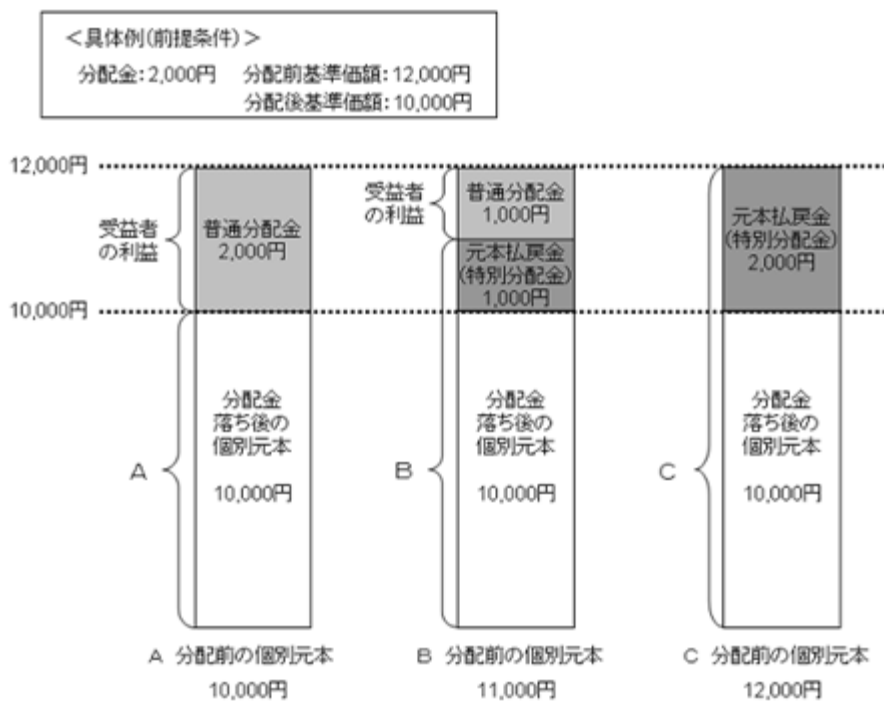 ＜具体例(前提条件)＞
分配金：2,000円　分配前基準価額：12,000円
分配後基準価額：10,000円
12,000円
受益者
の利益
普通分配金
2,000円
10,000円
分配金
落ち後の
個別元本
10,000円
A
A 分配前の個別元本
10,000円
受益者
の利益
普通分配金
1,000円
元本払戻金
(特別分配金)
1,000円
分配金
落ち後の
個別元本
10,000円
B
B 分配前の個別元本
11,000円
元本払戻金
(特別分配金)
2,000円
分配金
落ち後の
個別元本
10,000円
C
C 分配前の個別元本
12,000円